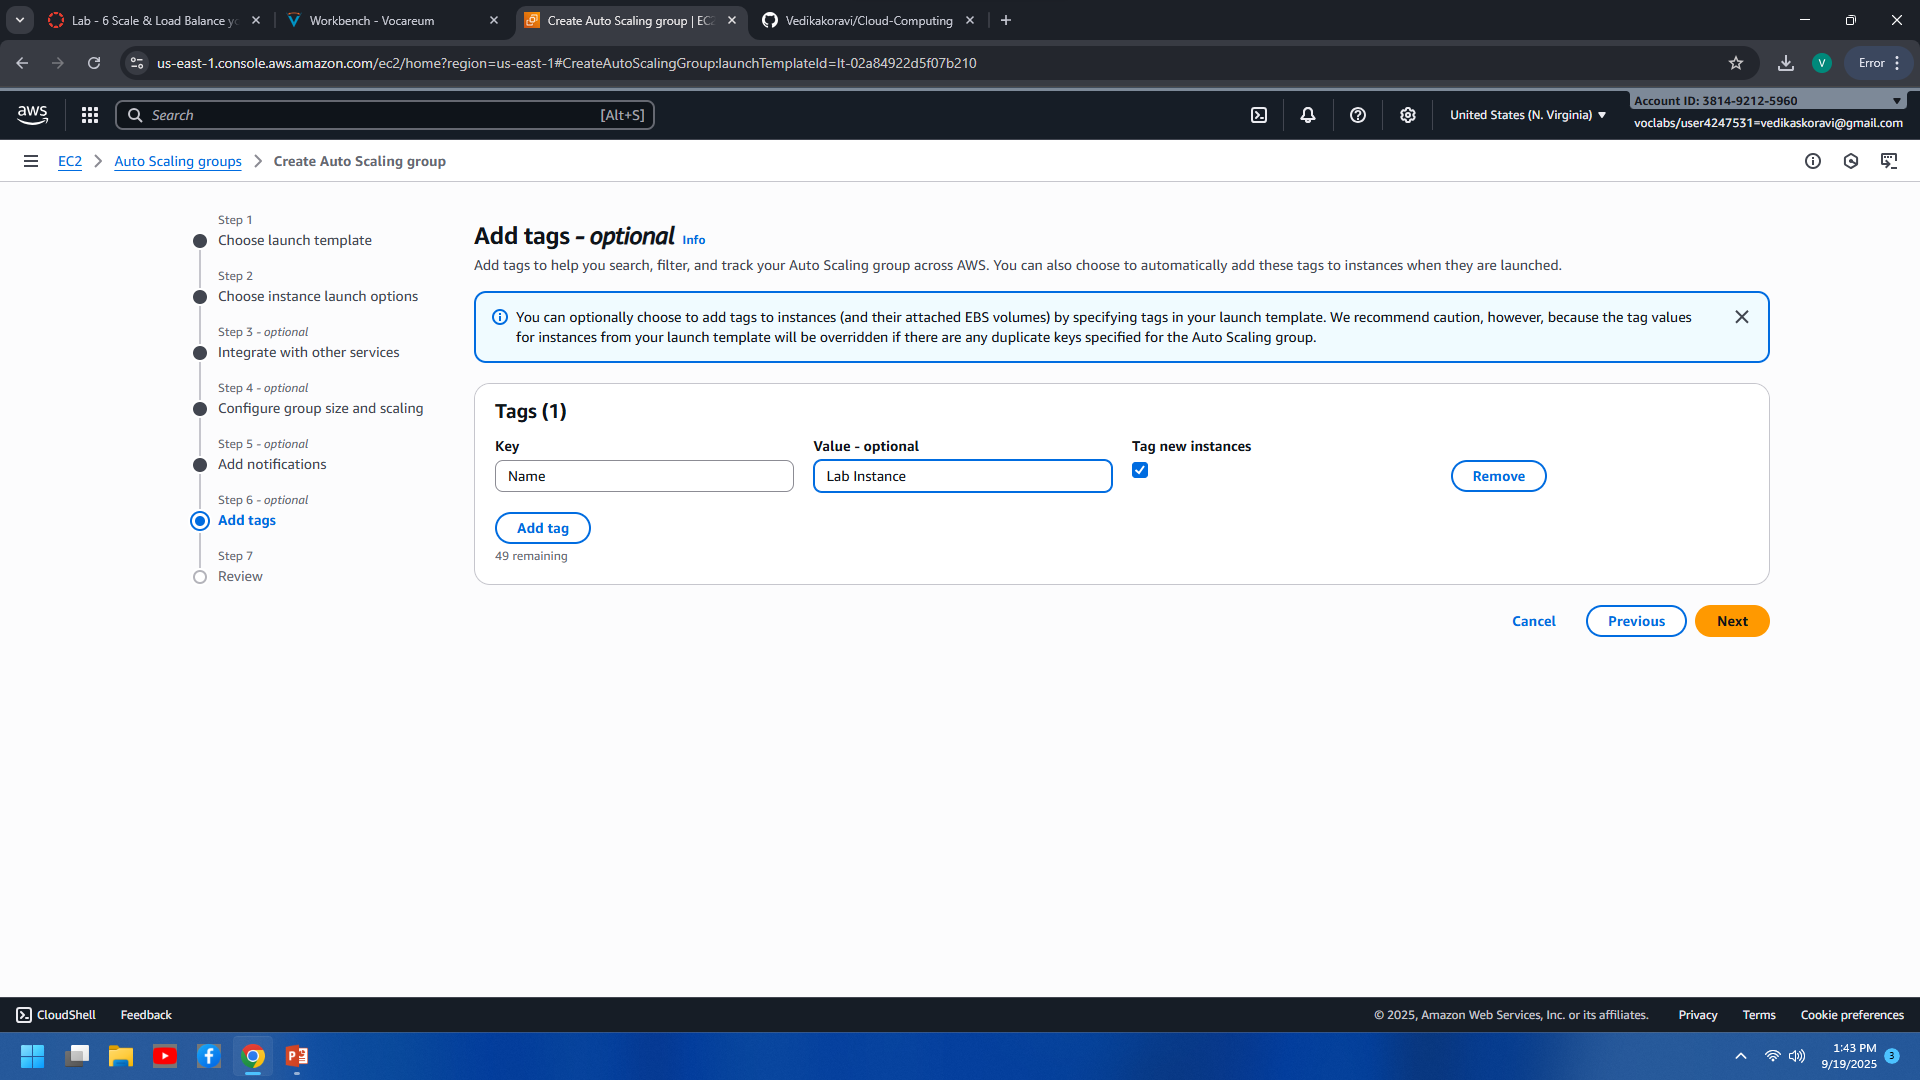 Lab - 6 Scale & Load Balance yo
Workbench - Vocareum
Create Auto Scaling group | EC2
Vedikakoravi/Cloud-Computing
us-east-1.console.aws.amazon.com/ec2/home?region=us-east-1#CreateAutoScalingGroup:launchTemplateId=lt-02a84922d5f07b210
V
Error
aws
Search
[Alt+S]
United States (N. Virginia)
Account ID: 3814-9212-5960
voclabs/user4247531=vedikaskoravi@gmail.com
EC2
Auto Scaling groups
Create Auto Scaling group
Step 1
Choose launch template
Step 2
Choose instance launch options
Step 3 - optional
Integrate with other services
Step 4 - optional
Configure group size and scaling
Step 5 - optional
Add notifications
Step 6 - optional
Add tags
Step 7
Review
Add tags - optional Info
Add tags to help you search, filter, and track your Auto Scaling group across AWS. You can also choose to automatically add these tags to instances when they are launched.
You can optionally choose to add tags to instances (and their attached EBS volumes) by specifying tags in your launch template. We recommend caution, however, because the tag values
for instances from your launch template will be overridden if there are any duplicate keys specified for the Auto Scaling group.
Tags (1)
Key
Value - optional
Tag new instances
Name
Lab Instance
Remove
Add tag
49 remaining
Cancel
Previous
Next
CloudShell
Feedback
© 2025, Amazon Web Services, Inc. or its affiliates.
Privacy
Terms
Cookie preferences
1:43 PM
9/19/2025
3